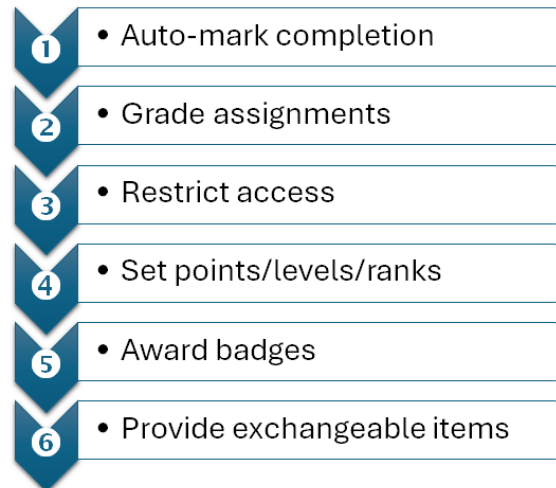 1 • Auto-mark completion
2 • Grade assignments
3 • Restrict access
4 • Set points/levels/ranks
5 • Award badges
6 • Provide exchangeable items